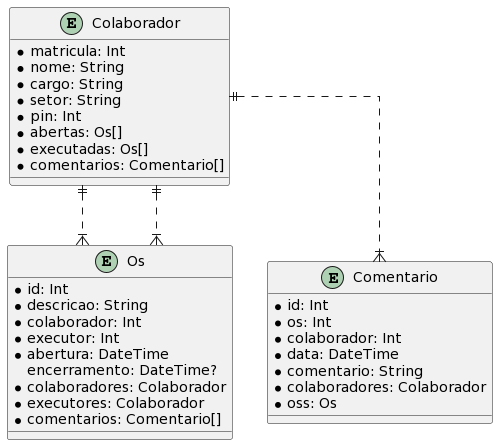 E Colaborador
matricula: Int
nome: String
cargo: String
setor: String
pin: Int
abertas: Os[]
executadas: Os[]
comentarios: Comentario[]
E Os
id: Int
descricao: String
colaborador: Int
executor: Int
abertura: DateTime
encerramento: DateTime?
colaboradores: Colaborador
executores: Colaborador
comentarios: Comentario[]
E Comentario
id: Int
os: Int
colaborador: Int
data: DateTime
comentario: String
colaboradores: Colaborador
oss: Os